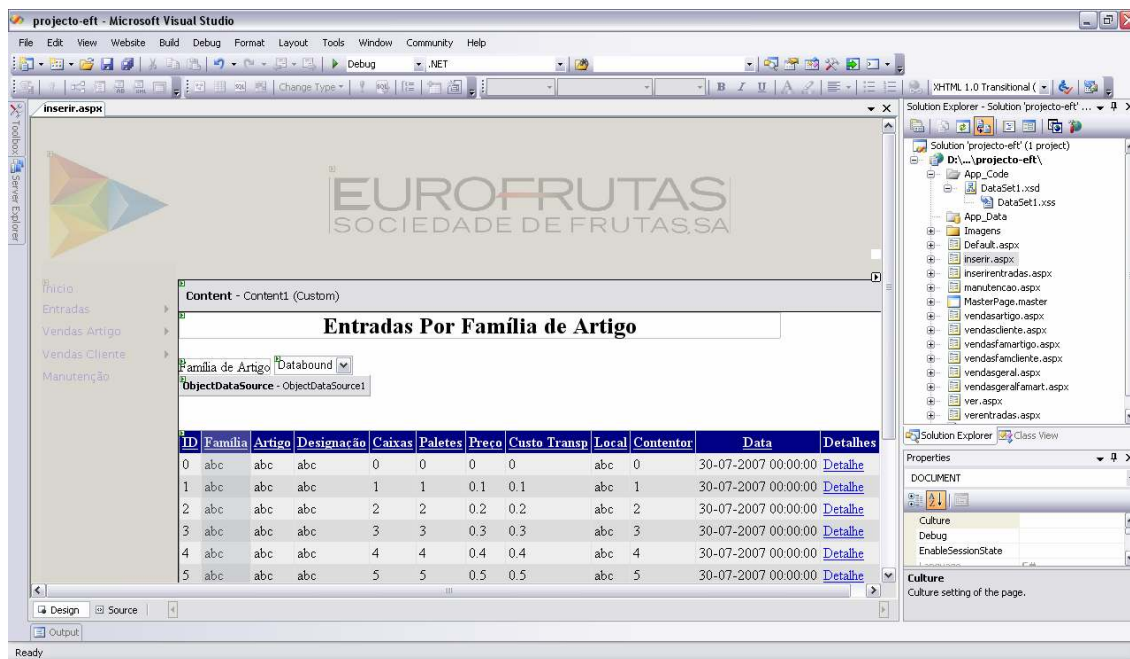 projecto-eft - Microsoft Visual Studio
File Edit View Website Build Debug Format Layout Tools Window Community Help
Debug .NET
Change Type B I U A XHTML 1.0 Transitional (
Toolbox
Server Explorer
inserir.aspx
EUROFRUTAS
SOCIEDADE DE FRUTAS,SA
Início
Entradas
Vendas Artigo
Vendas Cliente
Manutenção
Content - Content1 (Custom)
Entradas Por Família de Artigo
Família de Artigo Databound
ObjectDataSource - ObjectDataSource1
ID Família Artigo Designação Caixas Paletes Preço Custo Transp Local Contentor Data Detalhes
0 abc abc abc 0 0 0 0 abc 0 30-07-2007 00:00:00 Detalhe
1 abc abc abc 1 1 0.1 0.1 abc 1 30-07-2007 00:00:00 Detalhe
2 abc abc abc 2 2 0.2 0.2 abc 2 30-07-2007 00:00:00 Detalhe
3 abc abc abc 3 3 0.3 0.3 abc 3 30-07-2007 00:00:00 Detalhe
4 abc abc abc 4 4 0.4 0.4 abc 4 30-07-2007 00:00:00 Detalhe
5 abc abc abc 5 5 0.5 0.5 abc 5 30-07-2007 00:00:00 Detalhe
Design Source
Output
Ready
Solution Explorer - Solution 'projecto-eft' ...
Solution 'projecto-eft' (1 project)
D:\...\projecto-eft\
App_Code
DataSet1.xsd
DataSet1.xss
App_Data
Imagens
Default.aspx
inserir.aspx
inserirentradas.aspx
manutencao.aspx
MasterPage.master
vendasartigo.aspx
vendascliente.aspx
vendasfamartigo.aspx
vendasfamcliente.aspx
vendasgeral.aspx
vendasgeralfamart.aspx
ver.aspx
verentradas.aspx
Solution Explorer Class View
Properties
DOCUMENT
Culture
Debug
EnableSessionState
Culture
Culture setting of the page.